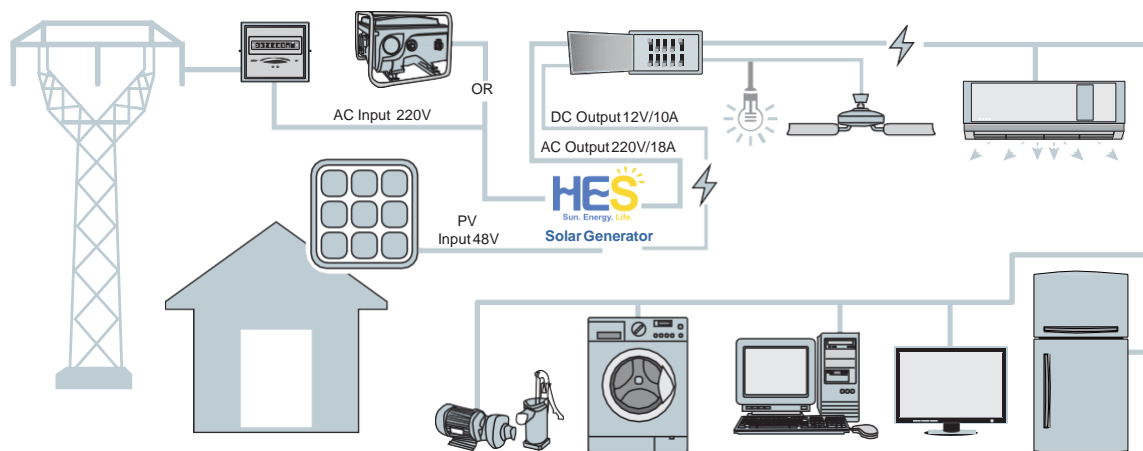 OR
AC Input 220V
DC Output 12V/10A
AC Output 220V/18A
HES
Sun. Energy. Life.
Solar Generator
PV
Input 48V